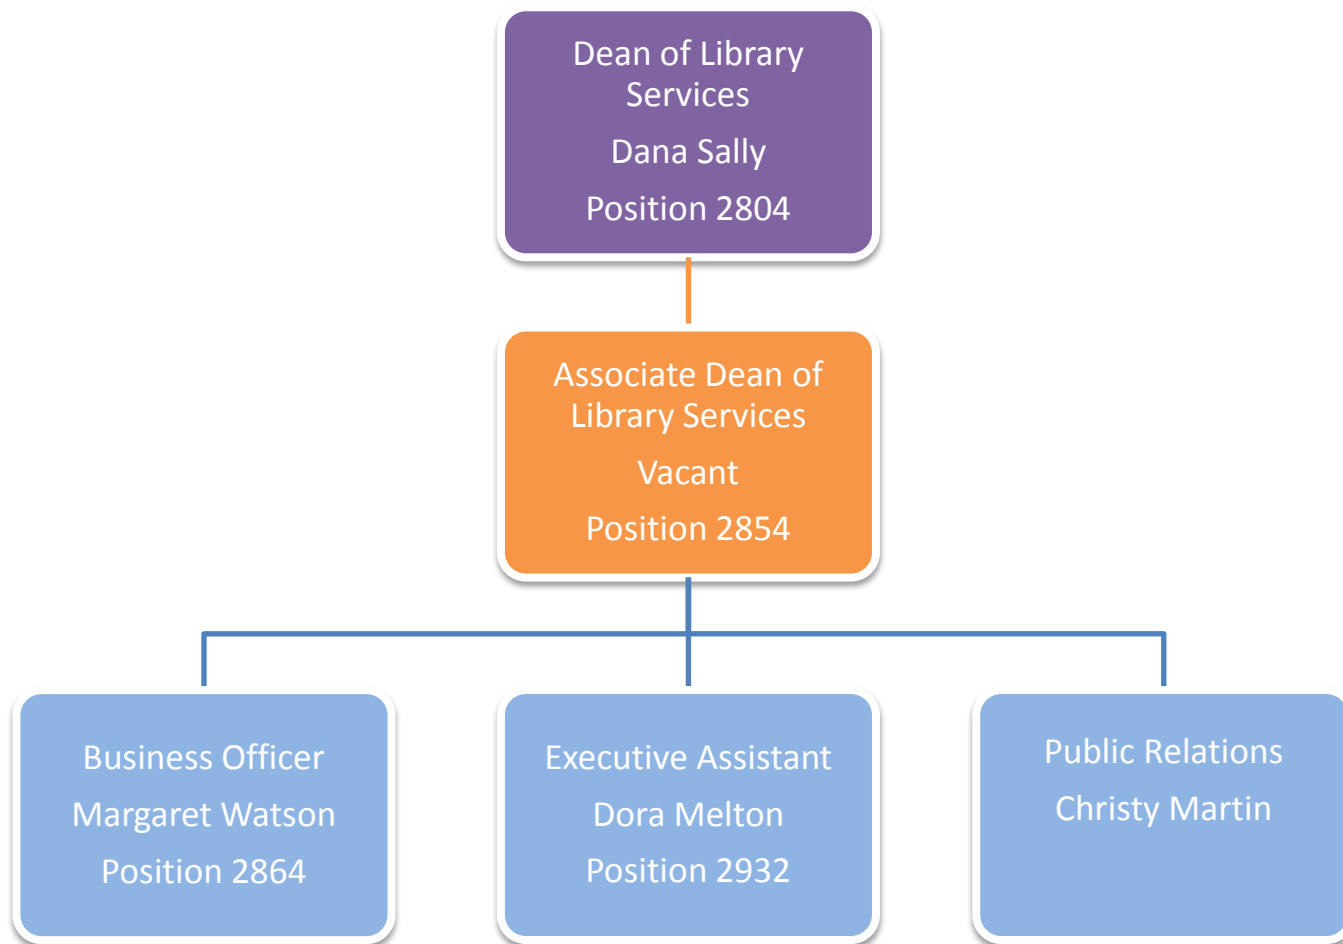 Dean of Library
Services
Dana Sally
Position 2804
Associate Dean of
Library Services
Vacant
Position 2854
Business Officer
Margaret Watson
Position 2864
Executive Assistant
Dora Melton
Position 2932
Public Relations
Christy Martin